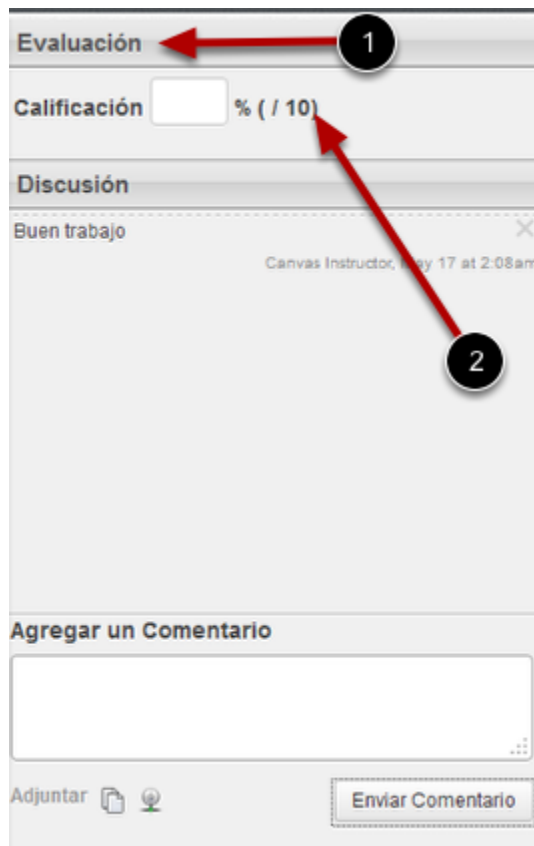 Evaluación 1
Calificación % ( / 10)
Discusión
Buen trabajo
Canvas Instructor, May 17 at 2:08am
2
Agregar un Comentario
Adjuntar Enviar Comentario